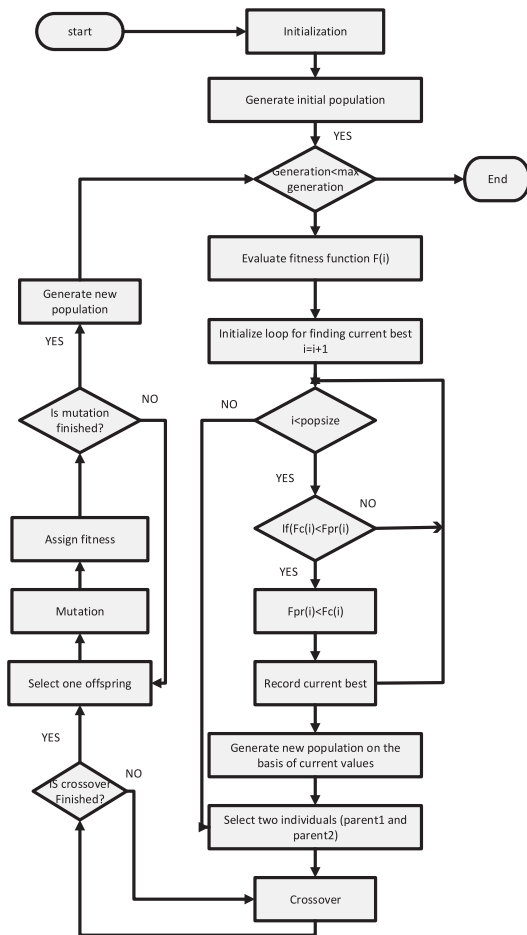 start
Initialization
Generate initial population
YES
Generation<max
generation
End
Evaluate fitness function F(i)
Generate new
population
Initialize loop for finding current best
i=i+1
YES
NO
Is mutation
finished?
NO
i<popsize
YES
NO
If(Fc(i)<Fpr(i)
Assign fitness
YES
Mutation
Fpr(i)<Fc(i)
Select one offspring
Record current best
YES
Generate new population on the
basis of current values
NO
IS crossover
Finished?
Select two individuals (parent1 and
parent2)
Crossover